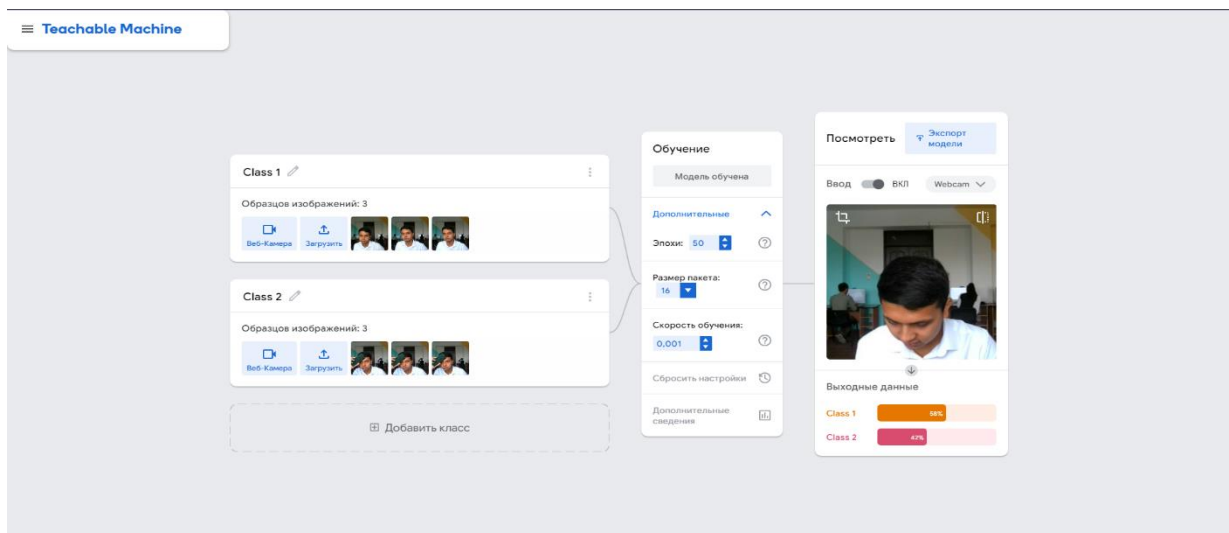 Teachable Machine
Class 1
Образцов изображений: 3
Веб-Камера
Загрузить
Class 2
Образцов изображений: 3
Веб-Камера
Загрузить
Добавить класс
Обучение
Модель обучена
Дополнительные
Эпохи: 50
Размер пакета:
16
Скорость обучения:
0,001
Сбросить настройки
Дополнительные
сведения
Посмотреть
Экспорт
модели
Ввод ВКЛ Webcam
Выходные данные
Class 1 58%
Class 2 42%